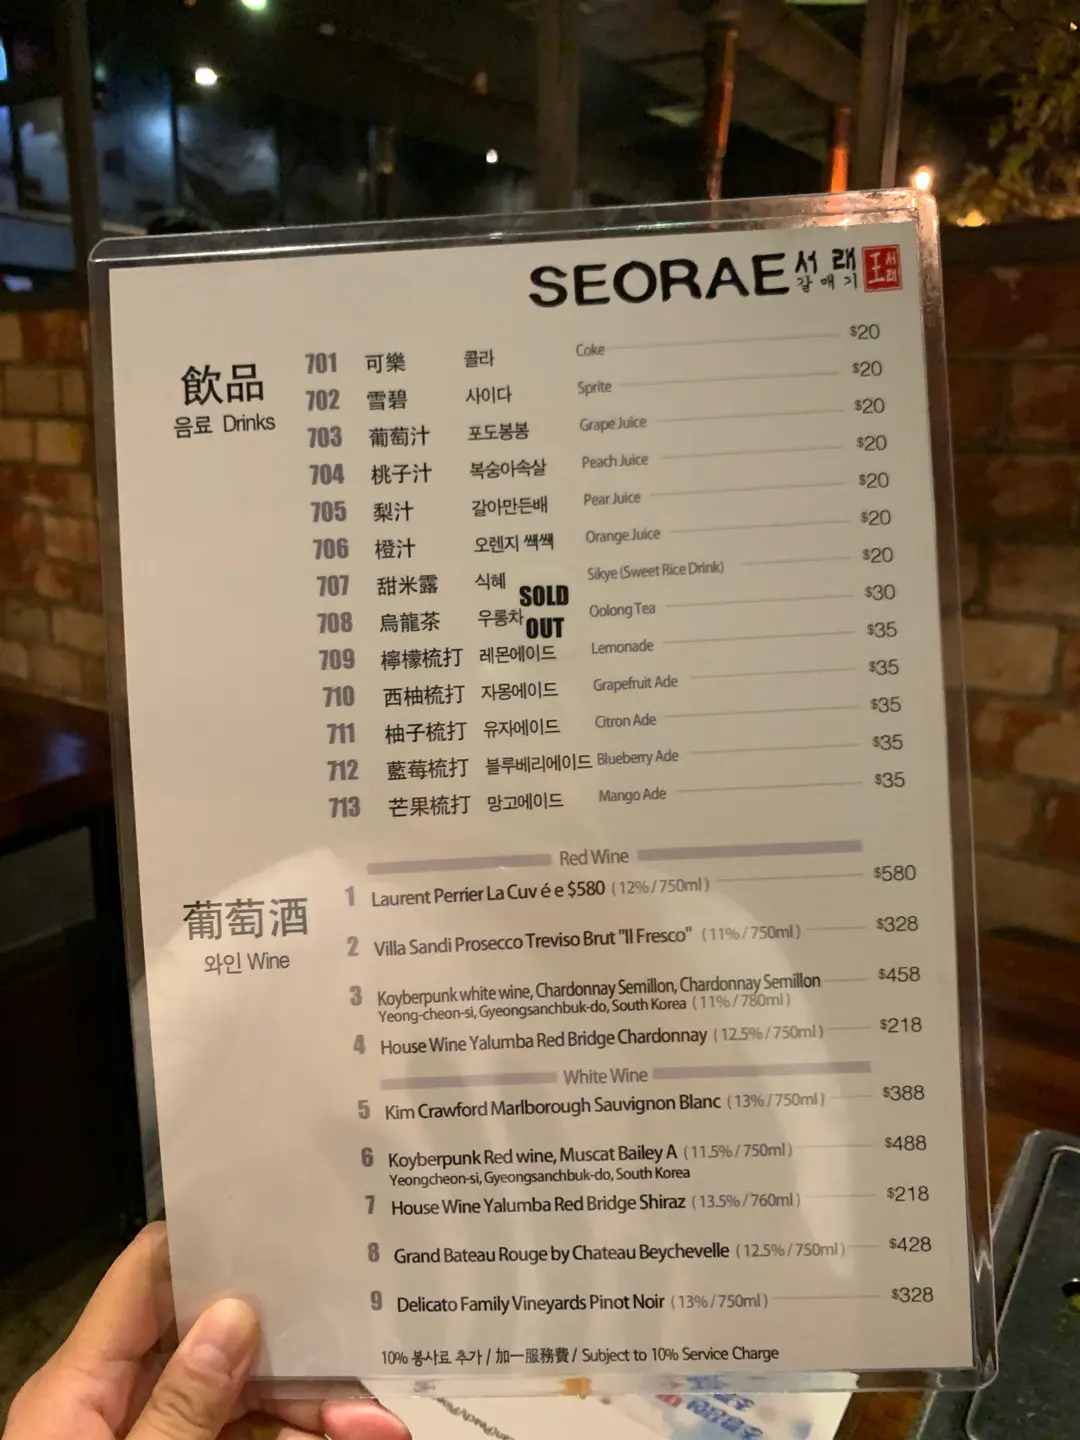 SEORAE 서래 갈매기 王 서래
飲品
음료 Drinks
701 可樂 콜라 Coke $20
702 雪碧 사이다 Sprite $20
703 葡萄汁 포도봉봉 Grape Juice $20
704 桃子汁 복숭아속살 Peach Juice $20
705 梨汁 갈아만든배 Pear Juice $20
706 橙汁 오렌지 쌕쌕 Orange Juice $20
707 甜米露 식혜 Sikye (Sweet Rice Drink) $20
SOLD OUT
708 烏龍茶 우롱차 Oolong Tea $30
709 檸檬梳打 레몬에이드 Lemonade $35
710 西柚梳打 자몽에이드 Grapefruit Ade $35
711 柚子梳打 유자에이드 Citron Ade $35
712 藍莓梳打 블루베리에이드 Blueberry Ade $35
713 芒果梳打 망고에이드 Mango Ade $35
葡萄酒
와인 Wine
Red Wine
1 Laurent Perrier La Cuv é e $580 (12%/750ml) $580
2 Villa Sandi Prosecco Treviso Brut "Il Fresco" (11%/750ml) $328
3 Koyberpunk white wine, Chardonnay Semillon, Chardonnay Semillon $458
Yeong-cheon-si, Gyeongsanchbuk-do, South Korea (11%/780ml)
4 House Wine Yalumba Red Bridge Chardonnay (12.5%/750ml) $218
White Wine
5 Kim Crawford Marlborough Sauvignon Blanc (13%/750ml) $388
6 Koyberpunk Red wine, Muscat Bailey A (11.5%/750ml) $488
Yeongcheon-si, Gyeongsanchbuk-do, South Korea
7 House Wine Yalumba Red Bridge Shiraz (13.5%/760ml) $218
8 Grand Bateau Rouge by Chateau Beychevelle (12.5%/750ml) $428
9 Delicato Family Vineyards Pinot Noir (13%/750ml) $328
10% 봉사료 추가 / 加一服務費 / Subject to 10% Service Charge